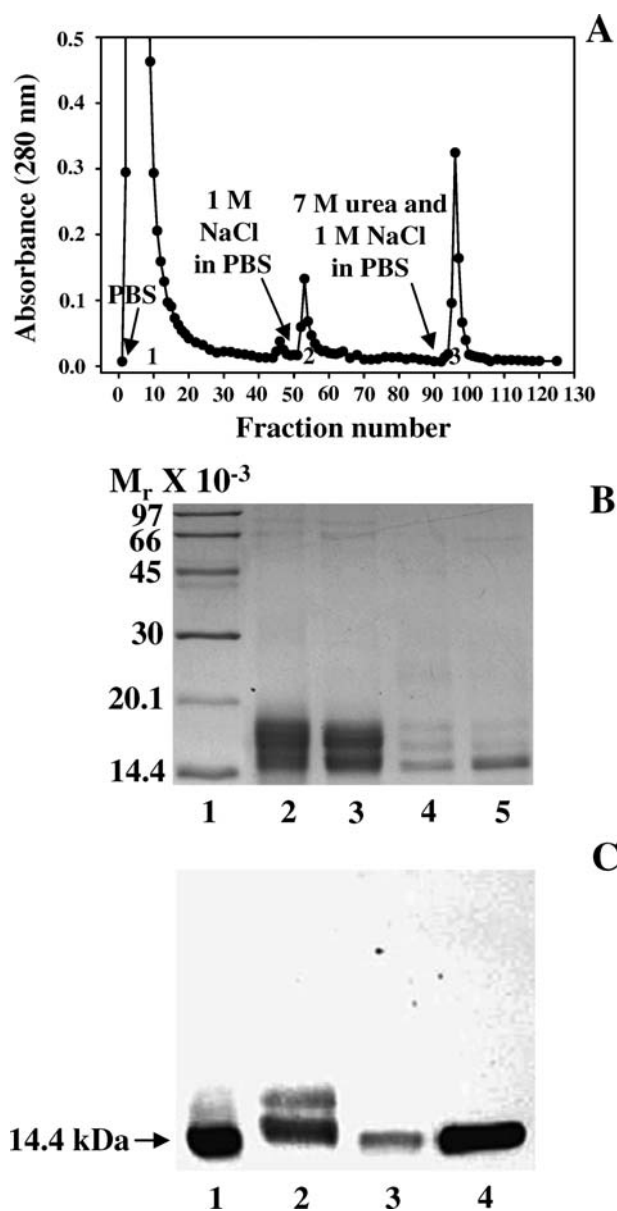 A
Absorbance (280 nm)
0.5
0.4
0.3
0.2
0.1
0.0
1 M
NaCl
in PBS
7 M urea and
1 M NaCl
in PBS
PBS
1
2
3
0 10 20 30 40 50 60 70 80 90 100 110 120 130
Fraction number
B
Mr X 10-3
97
66
45
30
20.1
14.4
1 2 3 4 5
C
14.4 kDa
1 2 3 4